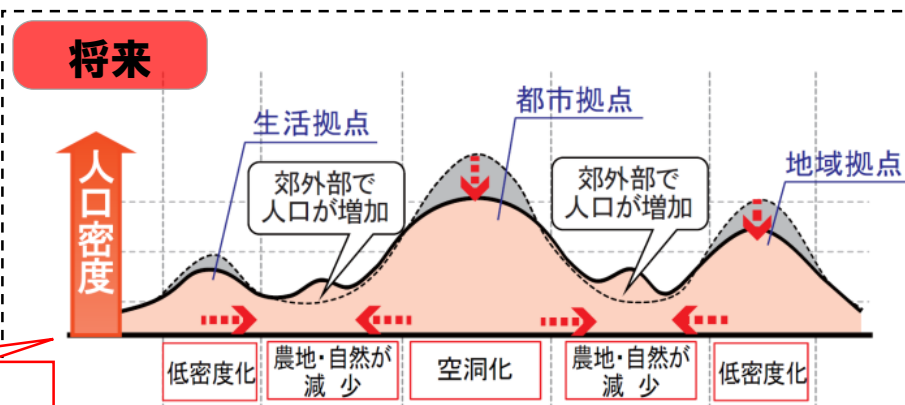 将来
都市拠点
生活拠点
地域拠点
郊外部で
人口が増加
郊外部で
人口が増加
人口密度
低密度化
農地・自然が
減 少
空洞化
農地・自然が
減 少
低密度化